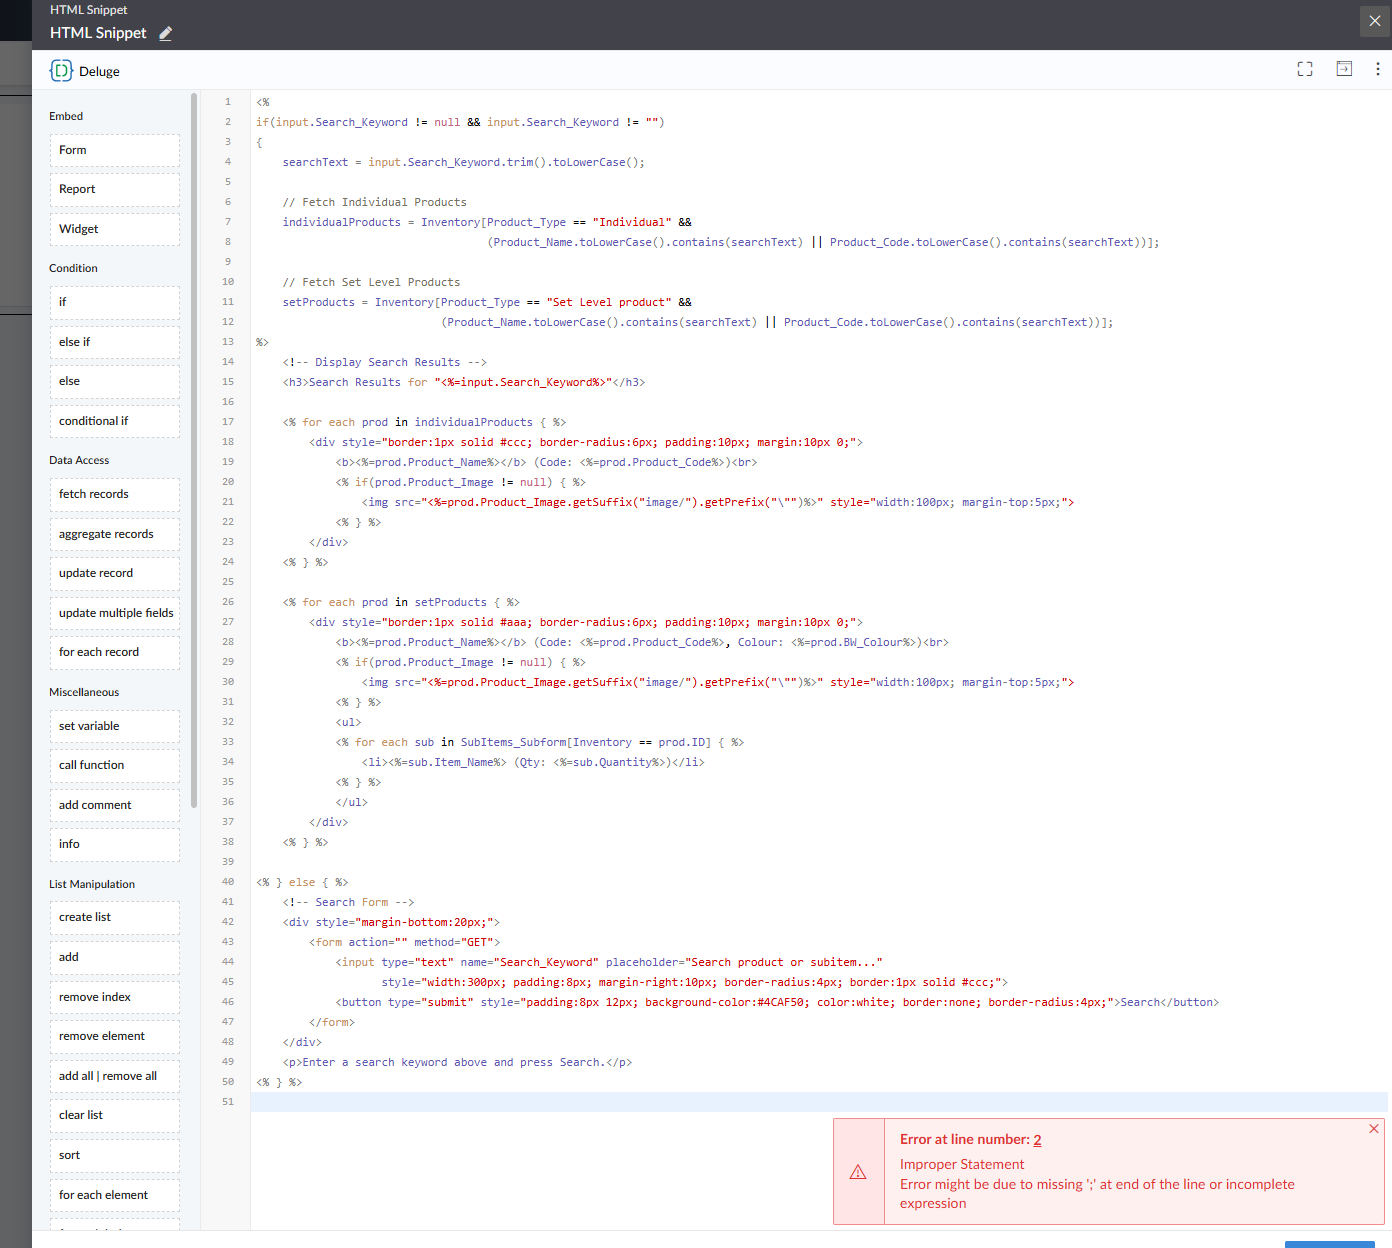 HTML Snippet
HTML Snippet
Deluge
Embed
Form
Report
Widget
Condition
if
else if
else
conditional if
Data Access
fetch records
aggregate records
update record
update multiple fields
for each record
Miscellaneous
set variable
call function
add comment
info
List Manipulation
create list
add
remove index
remove element
add all | remove all
clear list
sort
for each element
1 <%
2 if(input.Search_Keyword != null && input.Search_Keyword != "")
3 {
4     searchText = input.Search_Keyword.trim().toLowerCase();
5
6     // Fetch Individual Products
7     individualProducts = Inventory[Product_Type == "Individual" &&
8                                    (Product_Name.toLowerCase().contains(searchText) || Product_Code.toLowerCase().contains(searchText))];
9
10     // Fetch Set Level Products
11     setProducts = Inventory[Product_Type == "Set Level product" &&
12                             (Product_Name.toLowerCase().contains(searchText) || Product_Code.toLowerCase().contains(searchText))];
13 %>
14     <!-- Display Search Results -->
15     <h3>Search Results for "<%=input.Search_Keyword%>"</h3>
16
17     <% for each prod in individualProducts { %>
18         <div style="border:1px solid #ccc; border-radius:6px; padding:10px; margin:10px 0;">
19             <b><%=prod.Product_Name%></b> (Code: <%=prod.Product_Code%>)<br>
20             <% if(prod.Product_Image != null) { %>
21                 <img src="<%=prod.Product_Image.getSuffix("image/").getPrefix("\"")%>" style="width:100px; margin-top:5px;">
22             <% } %>
23         </div>
24     <% } %>
25
26     <% for each prod in setProducts { %>
27         <div style="border:1px solid #aaa; border-radius:6px; padding:10px; margin:10px 0;">
28             <b><%=prod.Product_Name%></b> (Code: <%=prod.Product_Code%>, Colour: <%=prod.BW_Colour%>)<br>
29             <% if(prod.Product_Image != null) { %>
30                 <img src="<%=prod.Product_Image.getSuffix("image/").getPrefix("\"")%>" style="width:100px; margin-top:5px;">
31             <% } %>
32             <ul>
33             <% for each sub in SubItems_Subform[Inventory == prod.ID] { %>
34                 <li><%=sub.Item_Name%> (Qty: <%=sub.Quantity%>)</li>
35             <% } %>
36             </ul>
37         </div>
38     <% } %>
39
40 <% } else { %>
41     <!-- Search Form -->
42     <div style="margin-bottom:20px;">
43         <form action="" method="GET">
44             <input type="text" name="Search_Keyword" placeholder="Search product or subitem..."
45                    style="width:300px; padding:8px; margin-right:10px; border-radius:4px; border:1px solid #ccc;">
46             <button type="submit" style="padding:8px 12px; background-color:#4CAF50; color:white; border:none; border-radius:4px;">Search</button>
47         </form>
48     </div>
49     <p>Enter a search keyword above and press Search.</p>
50 <% } %>
51
Error at line number: 2
Improper Statement
Error might be due to missing ';' at end of the line or incomplete
expression